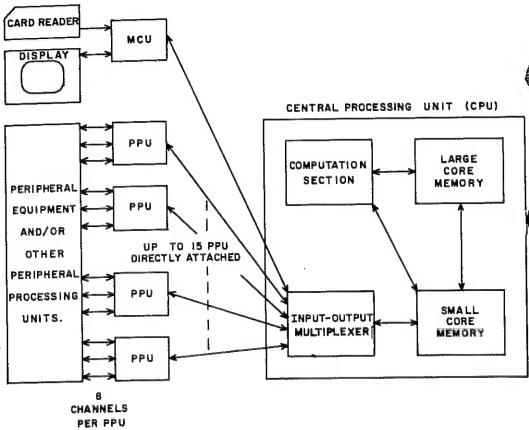 CARD READER
DISPLAY
MCU
PPU
PPU
PPU
PPU
PERIPHERAL
EQUIPMENT
AND/OR
OTHER
PERIPHERAL
PROCESSING
UNITS.
UP TO 15 PPU
DIRECTLY ATTACHED
8
CHANNELS
PER PPU
CENTRAL PROCESSING UNIT (CPU)
COMPUTATION
SECTION
LARGE
CORE
MEMORY
INPUT-OUTPUT
MULTIPLEXER
SMALL
CORE
MEMORY